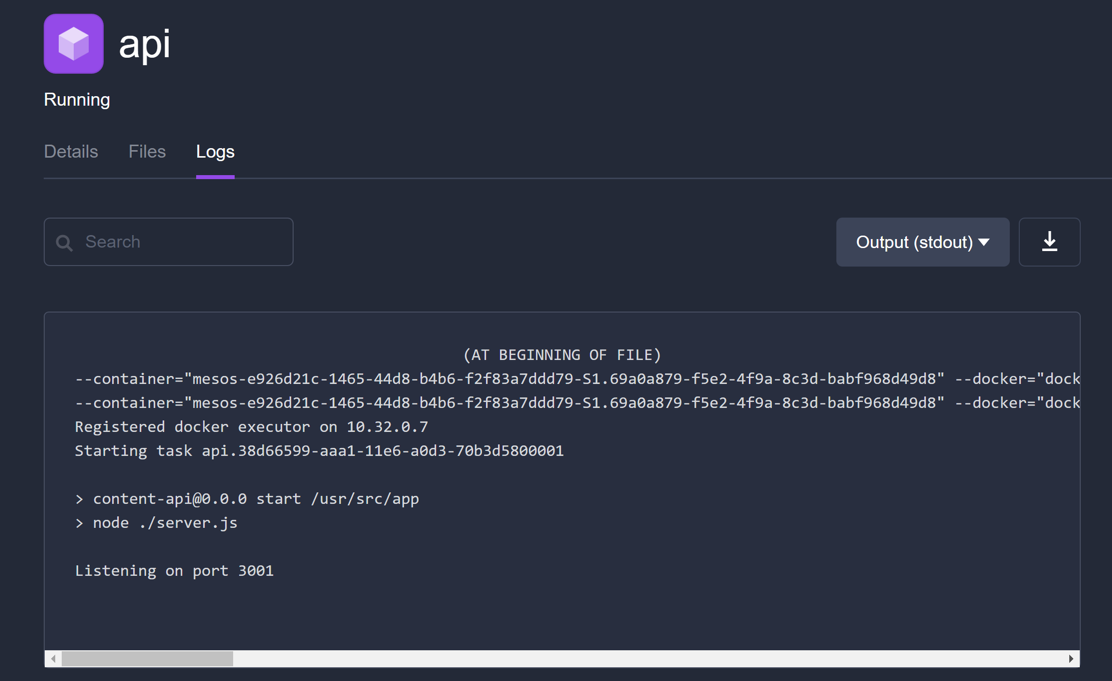 api
Running
Details Files Logs
Search
Output (stdout)
(AT BEGINNING OF FILE)
--container="mesos-e926d21c-1465-44d8-b4b6-f2f83a7ddd79-S1.69a0a879-f5e2-4f9a-8c3d-babf968d49d8" --docker="dock
--container="mesos-e926d21c-1465-44d8-b4b6-f2f83a7ddd79-S1.69a0a879-f5e2-4f9a-8c3d-babf968d49d8" --docker="dock
Registered docker executor on 10.32.0.7
Starting task api.38d66599-aaa1-11e6-a0d3-70b3d5800001
> content-api@0.0.0 start /usr/src/app
> node ./server.js
Listening on port 3001